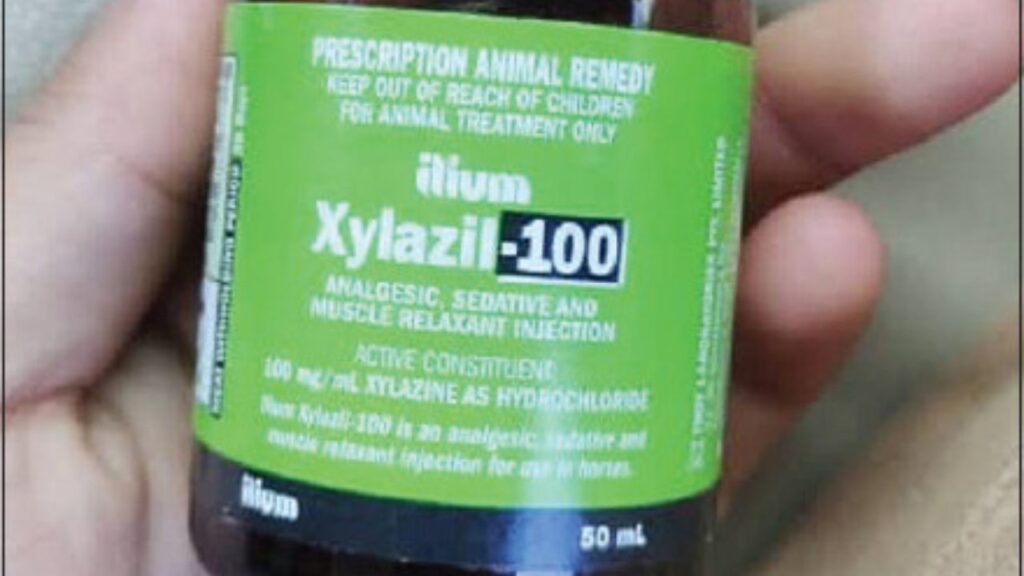 PRESCRIPTION ANIMAL REMEDY
KEEP OUT OF REACH OF CHILDREN
FOR ANIMAL TREATMENT ONLY
ilium
Xylazil-100
ANALGESIC, SEDATIVE AND
MUSCLE RELAXANT INJECTION
ACTIVE CONSTITUENT
100 mg/mL XYLAZINE AS HYDROCHLORIDE
Ilium Xylazil-100 is an analgesic, sedative and
muscle relaxant injection for use in horses.
ilium
50 mL